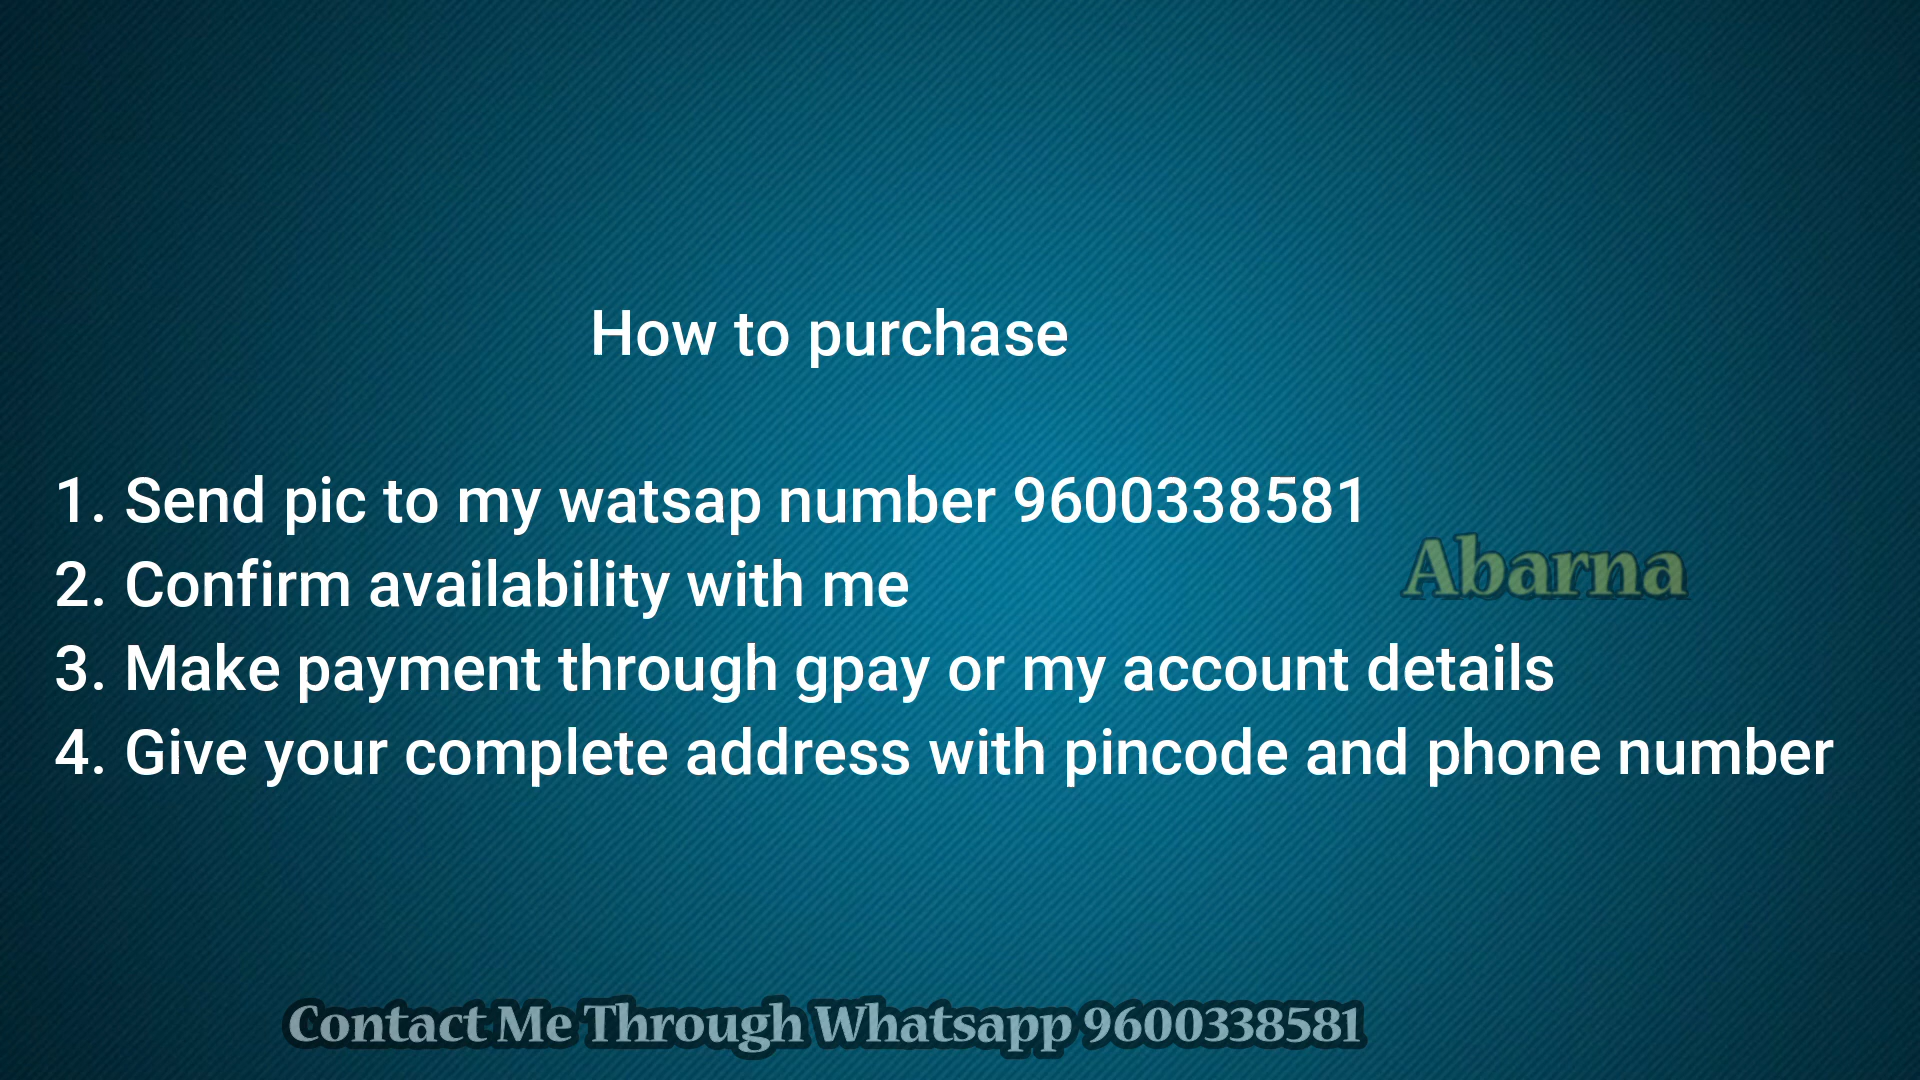 How to purchase
1. Send pic to my watsap number 9600338581
Abarna
2. Confirm availability with me
3. Make payment through gpay or my account details
4. Give your complete address with pincode and phone number
Contact Me Through Whatsapp 9600338581